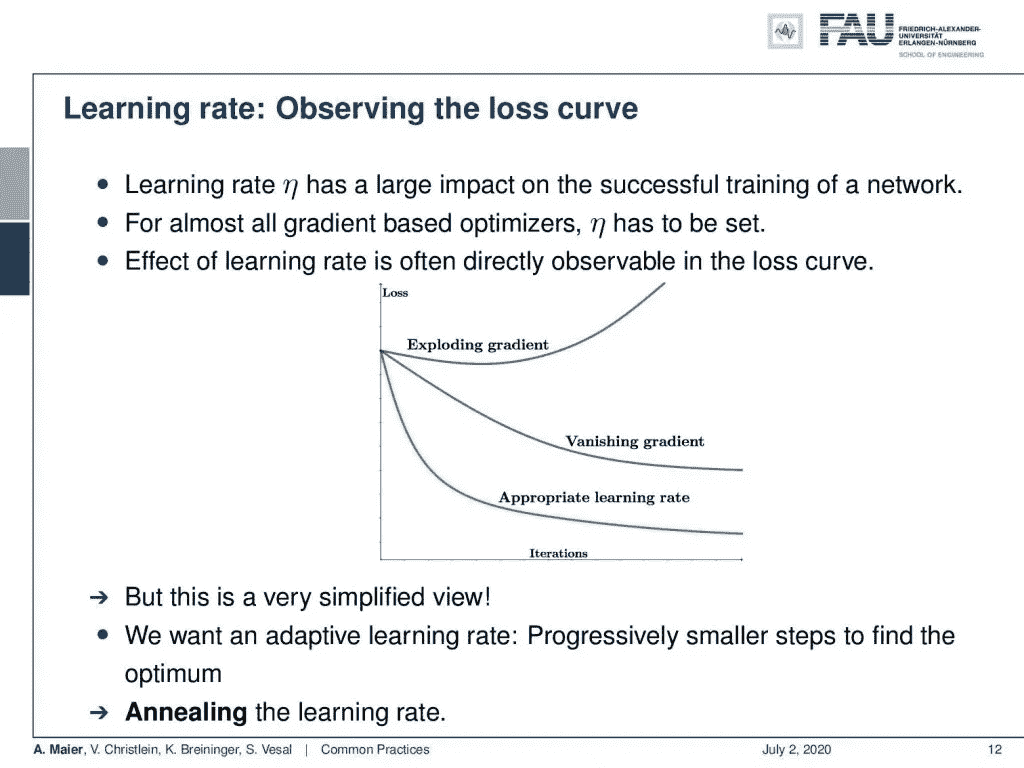 FAU
FRIEDRICH-ALEXANDER-
UNIVERSITÄT
ERLANGEN-NÜRNBERG
SCHOOL OF ENGINEERING
Learning rate: Observing the loss curve
• Learning rate η has a large impact on the successful training of a network.
• For almost all gradient based optimizers, η has to be set.
• Effect of learning rate is often directly observable in the loss curve.
Loss
Exploding gradient
Vanishing gradient
Appropriate learning rate
Iterations
→ But this is a very simplified view!
• We want an adaptive learning rate: Progressively smaller steps to find the
optimum
→ Annealing the learning rate.
A. Maier, V. Christlein, K. Breininger, S. Vesal | Common Practices July 2, 2020 12